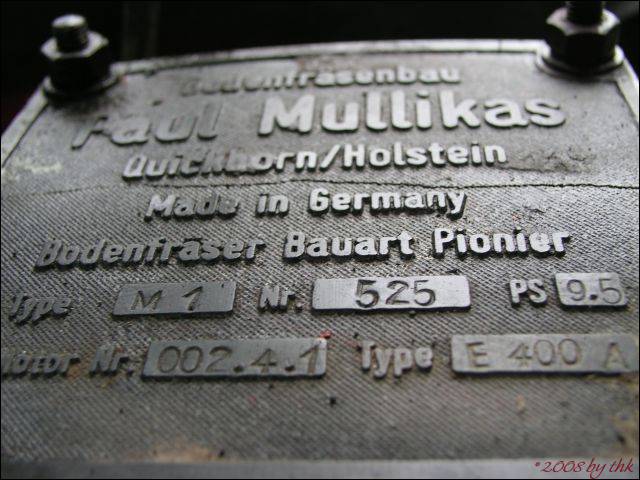 Bodenfräsenbau
Paul Mullikas
Quickborn/Holstein
Made in Germany
Bodenfräser Bauart Pionier
Type M 1 Nr. 525 PS 9.5
Motor Nr. 002.4.1 Type E 400 A
*2008 by thk